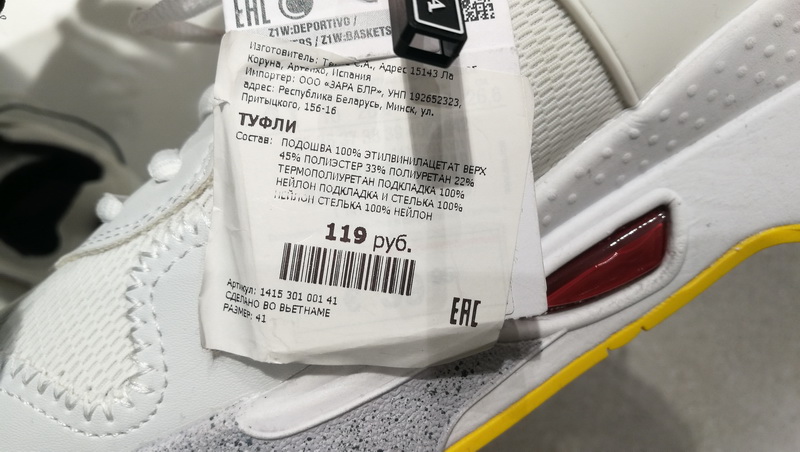 EAC
Z1W:DEPORTIVO /
/ Z1W:BASKETS
4
Изготовитель: С.А., Адрес 15143 Ла
Коруна, Артейхо, Испания
Импортер: ООО «ЗАРА БЛР», УНП 192652323,
адрес: Республика Беларусь, Минск, ул.
Притыцкого, 156-16
ТУФЛИ
Состав: ПОДОШВА 100% ЭТИЛВИНИЛАЦЕТАТ ВЕРХ
45% ПОЛИЭСТЕР 33% ПОЛИУРЕТАН 22%
ТЕРМОПОЛИУРЕТАН ПОДКЛАДКА 100%
НЕЙЛОН ПОДКЛАДКА И СТЕЛЬКА 100%
НЕЙЛОН СТЕЛЬКА 100% НЕЙЛОН
119 руб.
Артикул: 1415 301 001 41
СДЕЛАНО ВО ВЬЕТНАМЕ
РАЗМЕР: 41
EAC